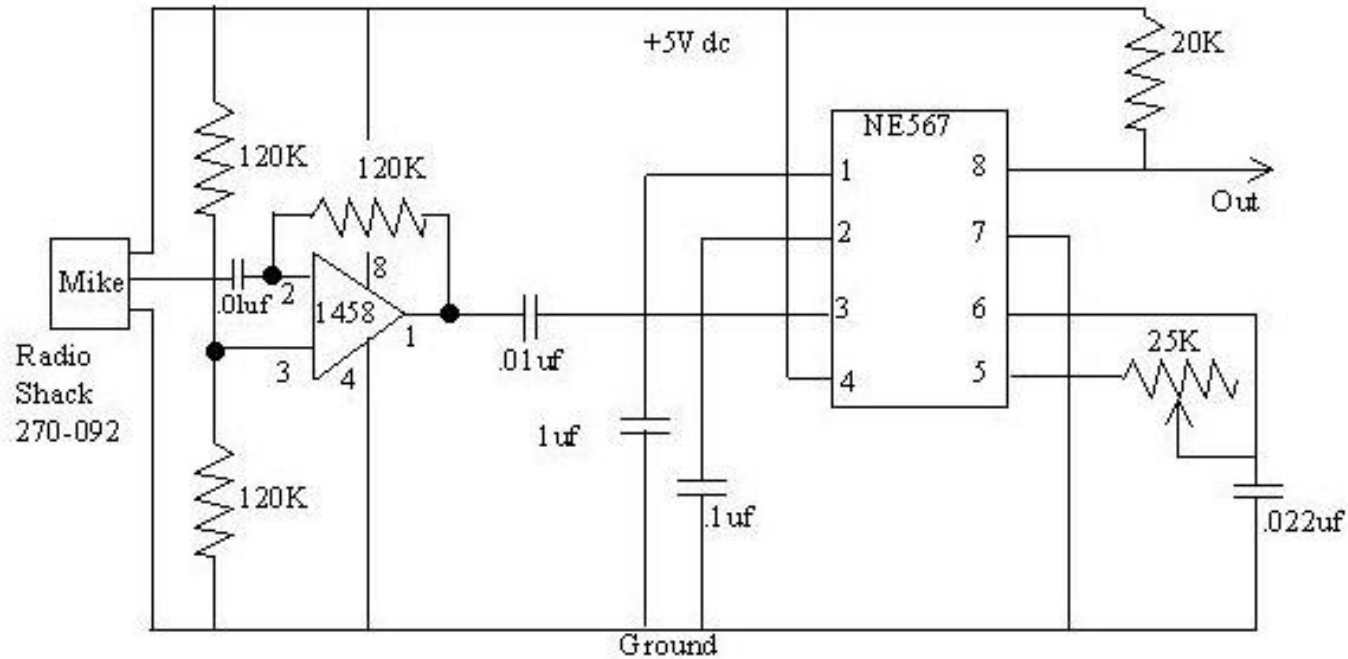 +5V dc
20K
NE567
120K
120K
1
8
Out
2
7
Mike
8
.01uf
2
1458
1
3
6
.01uf
25K
3
4
4
5
Radio
Shack
270-092
1uf
120K
.1uf
.022uf
Ground